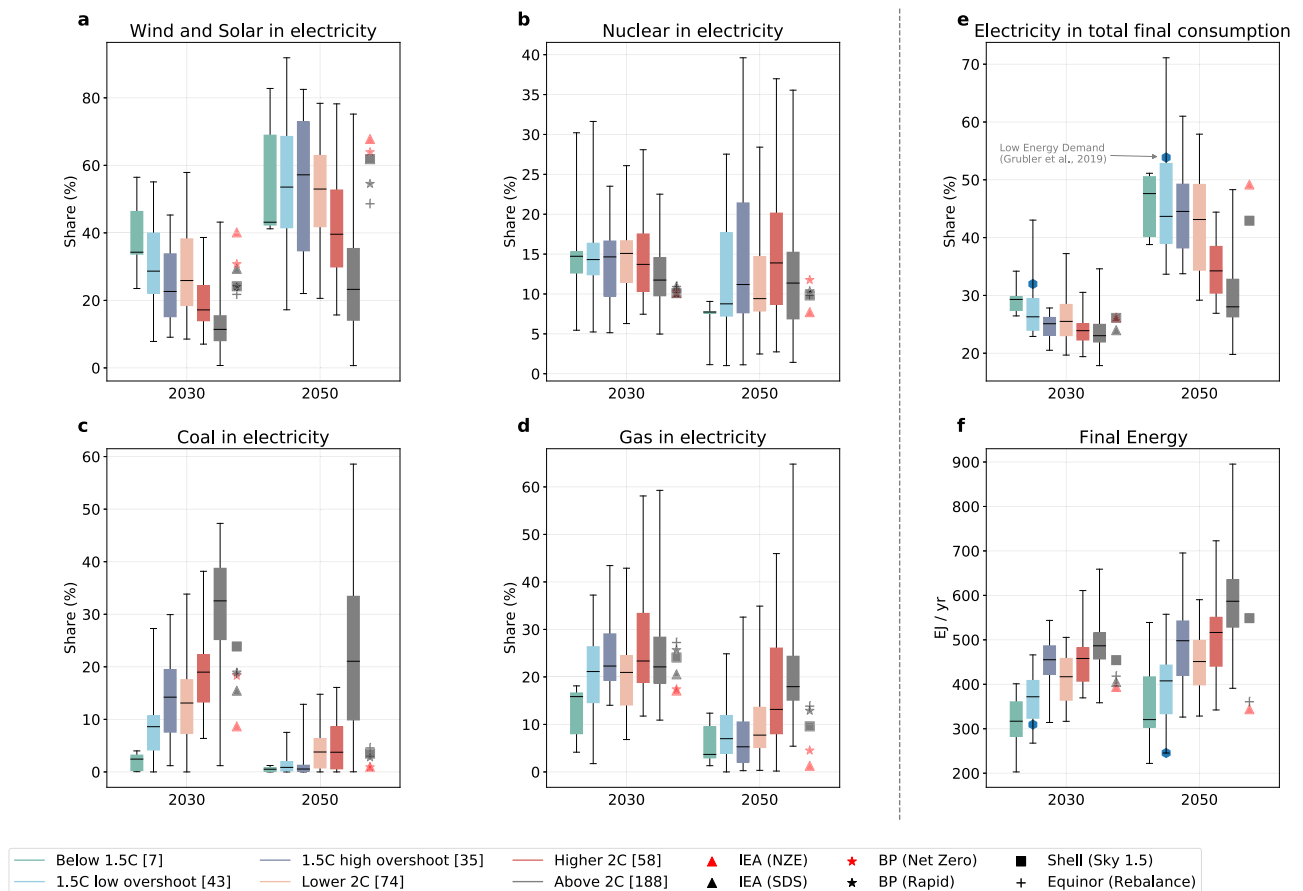 a
Wind and Solar in electricity
Share (%)
80
60
40
20
0
2030
2050
b
Nuclear in electricity
Share (%)
40
35
30
25
20
15
10
5
0
2030
2050
e
Electricity in total final consumption
Share (%)
70
60
50
40
30
20
Low Energy Demand
(Grubler et al., 2019)
2030
2050
c
Coal in electricity
Share (%)
60
50
40
30
20
10
0
2030
2050
d
Gas in electricity
Share (%)
60
50
40
30
20
10
0
2030
2050
f
Final Energy
EJ / yr
900
800
700
600
500
400
300
200
2030
2050
Below 1.5C [7]
1.5C low overshoot [43]
1.5C high overshoot [35]
Lower 2C [74]
Higher 2C [58]
Above 2C [188]
IEA (NZE)
IEA (SDS)
BP (Net Zero)
BP (Rapid)
Shell (Sky 1.5)
Equinor (Rebalance)